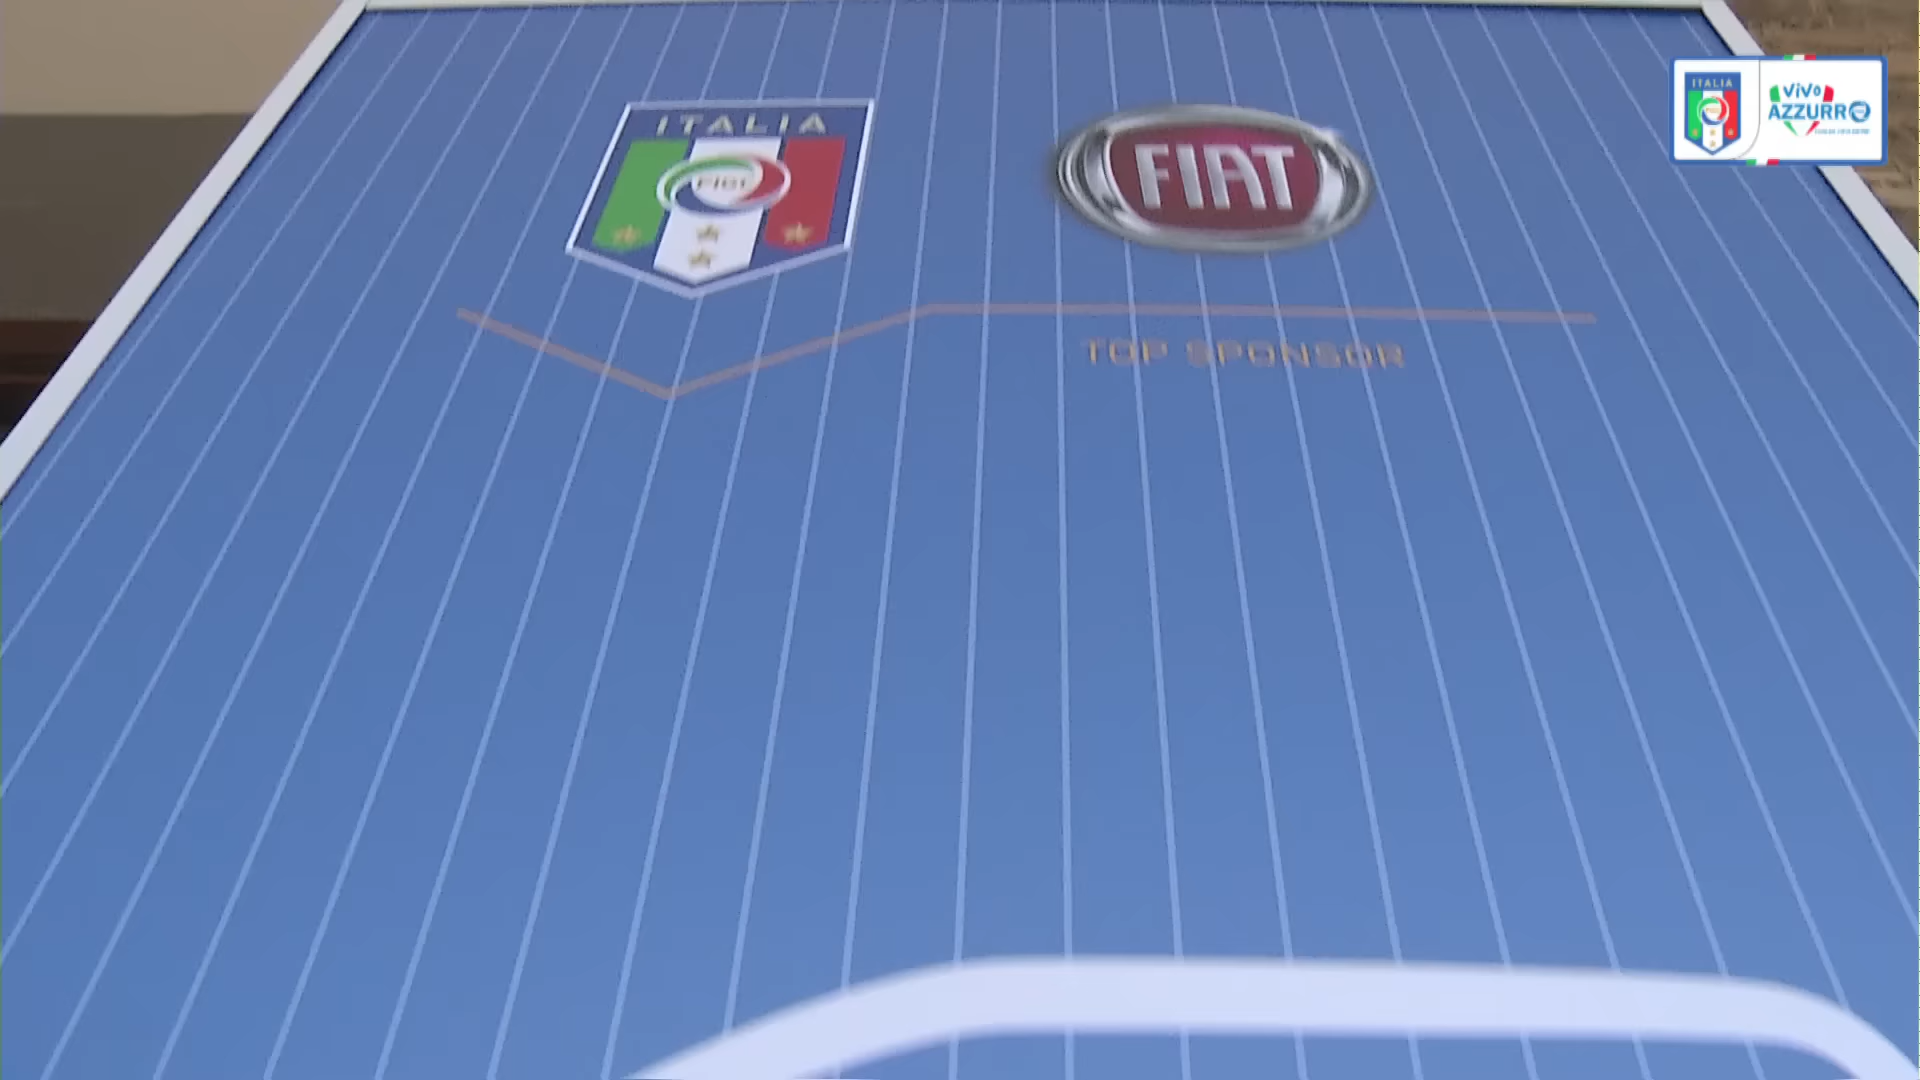 ITALIA
FIGC
FIAT
TOP SPONSOR
ITALIA
VIVO
AZZURRO